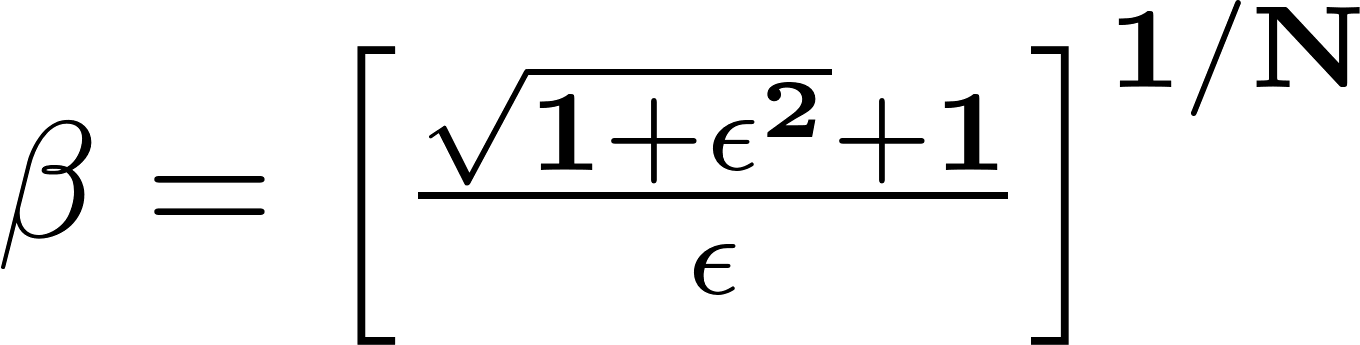 β = [ (√(1+ϵ²)+1) / ϵ ]^(1/N)